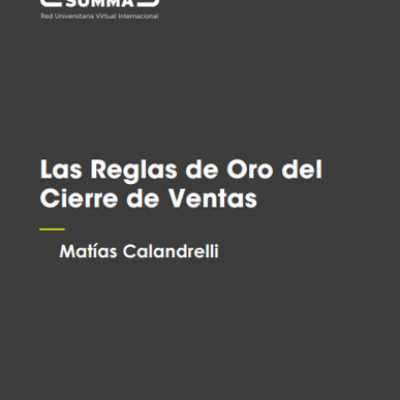 SUMMA
Red Universitaria Virtual Internacional
Las Reglas de Oro del
Cierre de Ventas
Matías Calandrelli